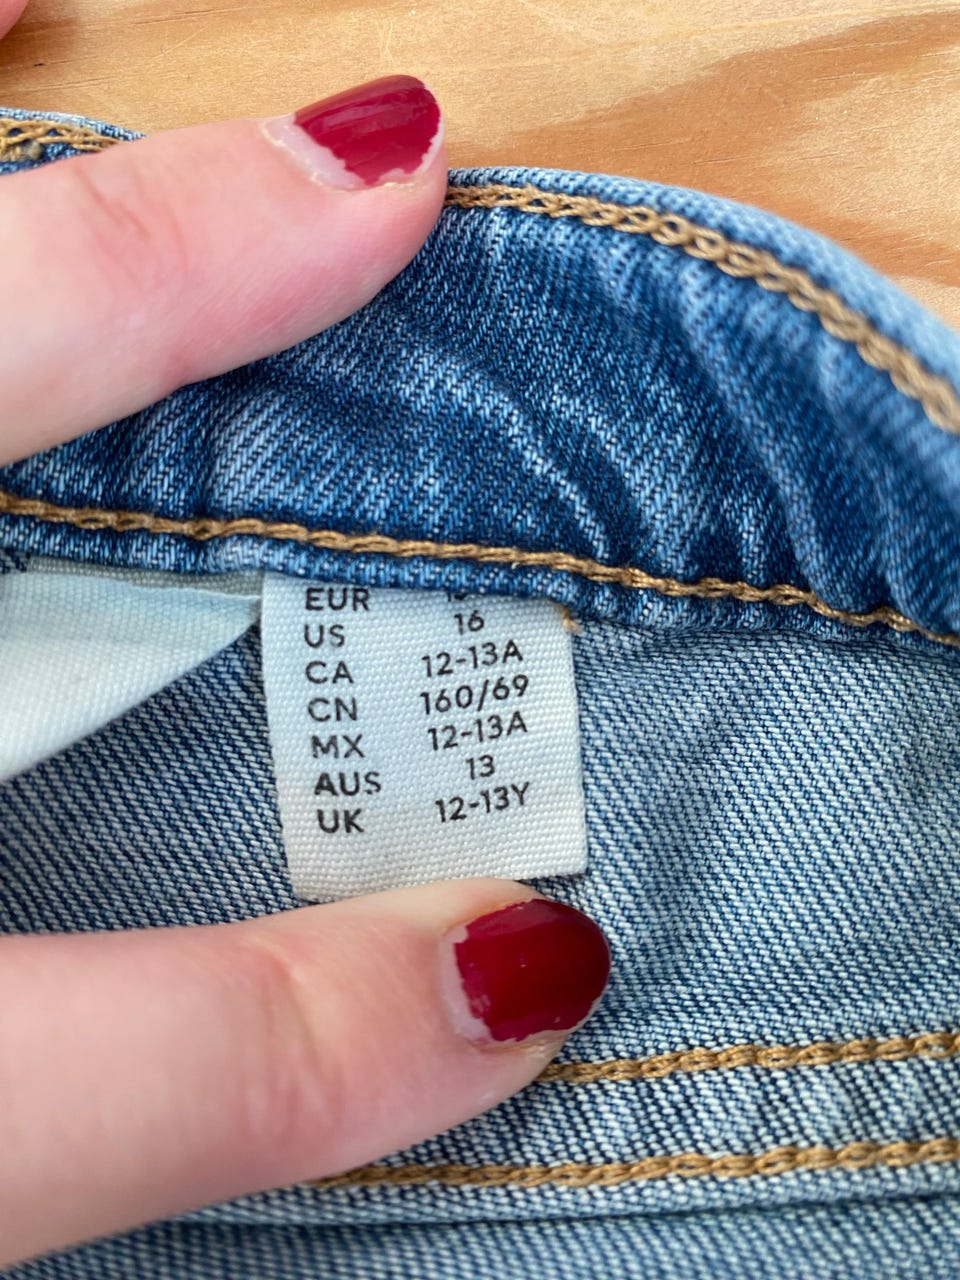 EUR
US 16
CA 12-13A
CN 160/69
MX 12-13A
AUS 13
UK 12-13Y